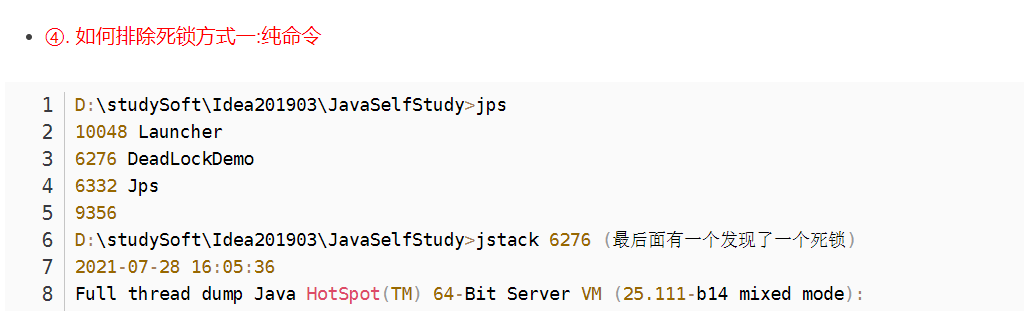 ④. 如何排除死锁方式一:纯命令
1 D:\studySoft\Idea201903\JavaSelfStudy>jps
2 10048 Launcher
3 6276 DeadLockDemo
4 6332 Jps
5 9356
6 D:\studySoft\Idea201903\JavaSelfStudy>jstack 6276 (最后面有一个发现了一个死锁)
7 2021-07-28 16:05:36
8 Full thread dump Java HotSpot(TM) 64-Bit Server VM (25.111-b14 mixed mode):